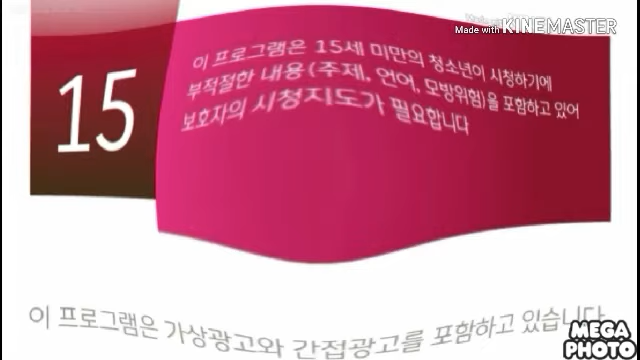 Made with KINEMASTER
15
이 프로그램은 15세 미만의 청소년이 시청하기에
부적절한 내용(주제, 언어, 모방위험)을 포함하고 있어
보호자의 시청지도가 필요합니다
이 프로그램은 가상광고와 간접광고를 포함하고 있습니다
MEGA
PHOTO